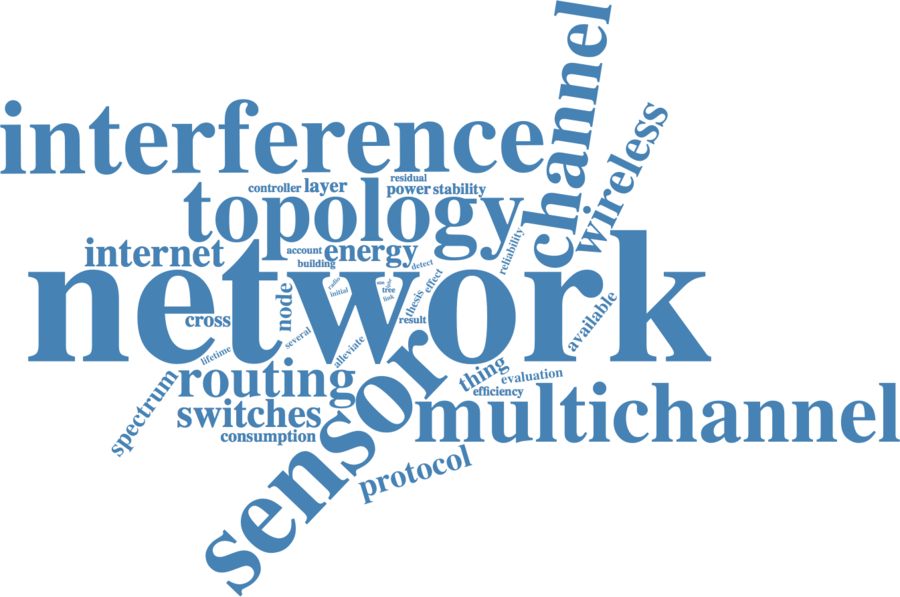 channel
interference
wireless
residual
controller
layer
power
stability
topology
internet
account
energy
reliability
building
detect
network
node
radio
initial
tree
link
thesis
effect
available
cross
result
several
lifetime
alleviate
routing
sensor
thing
evaluation
efficiency
spectrum
switches
multichannel
consumption
protocol